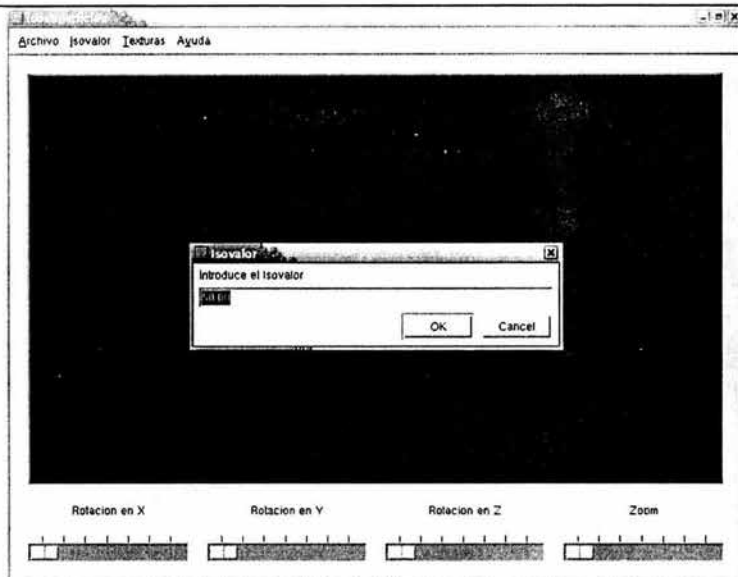 Archivo Isovalor Texturas Ayuda
Isovalor
Introduce el Isovalor
OK Cancel
Rotacion en X Rotacion en Y Rotacion en Z Zoom